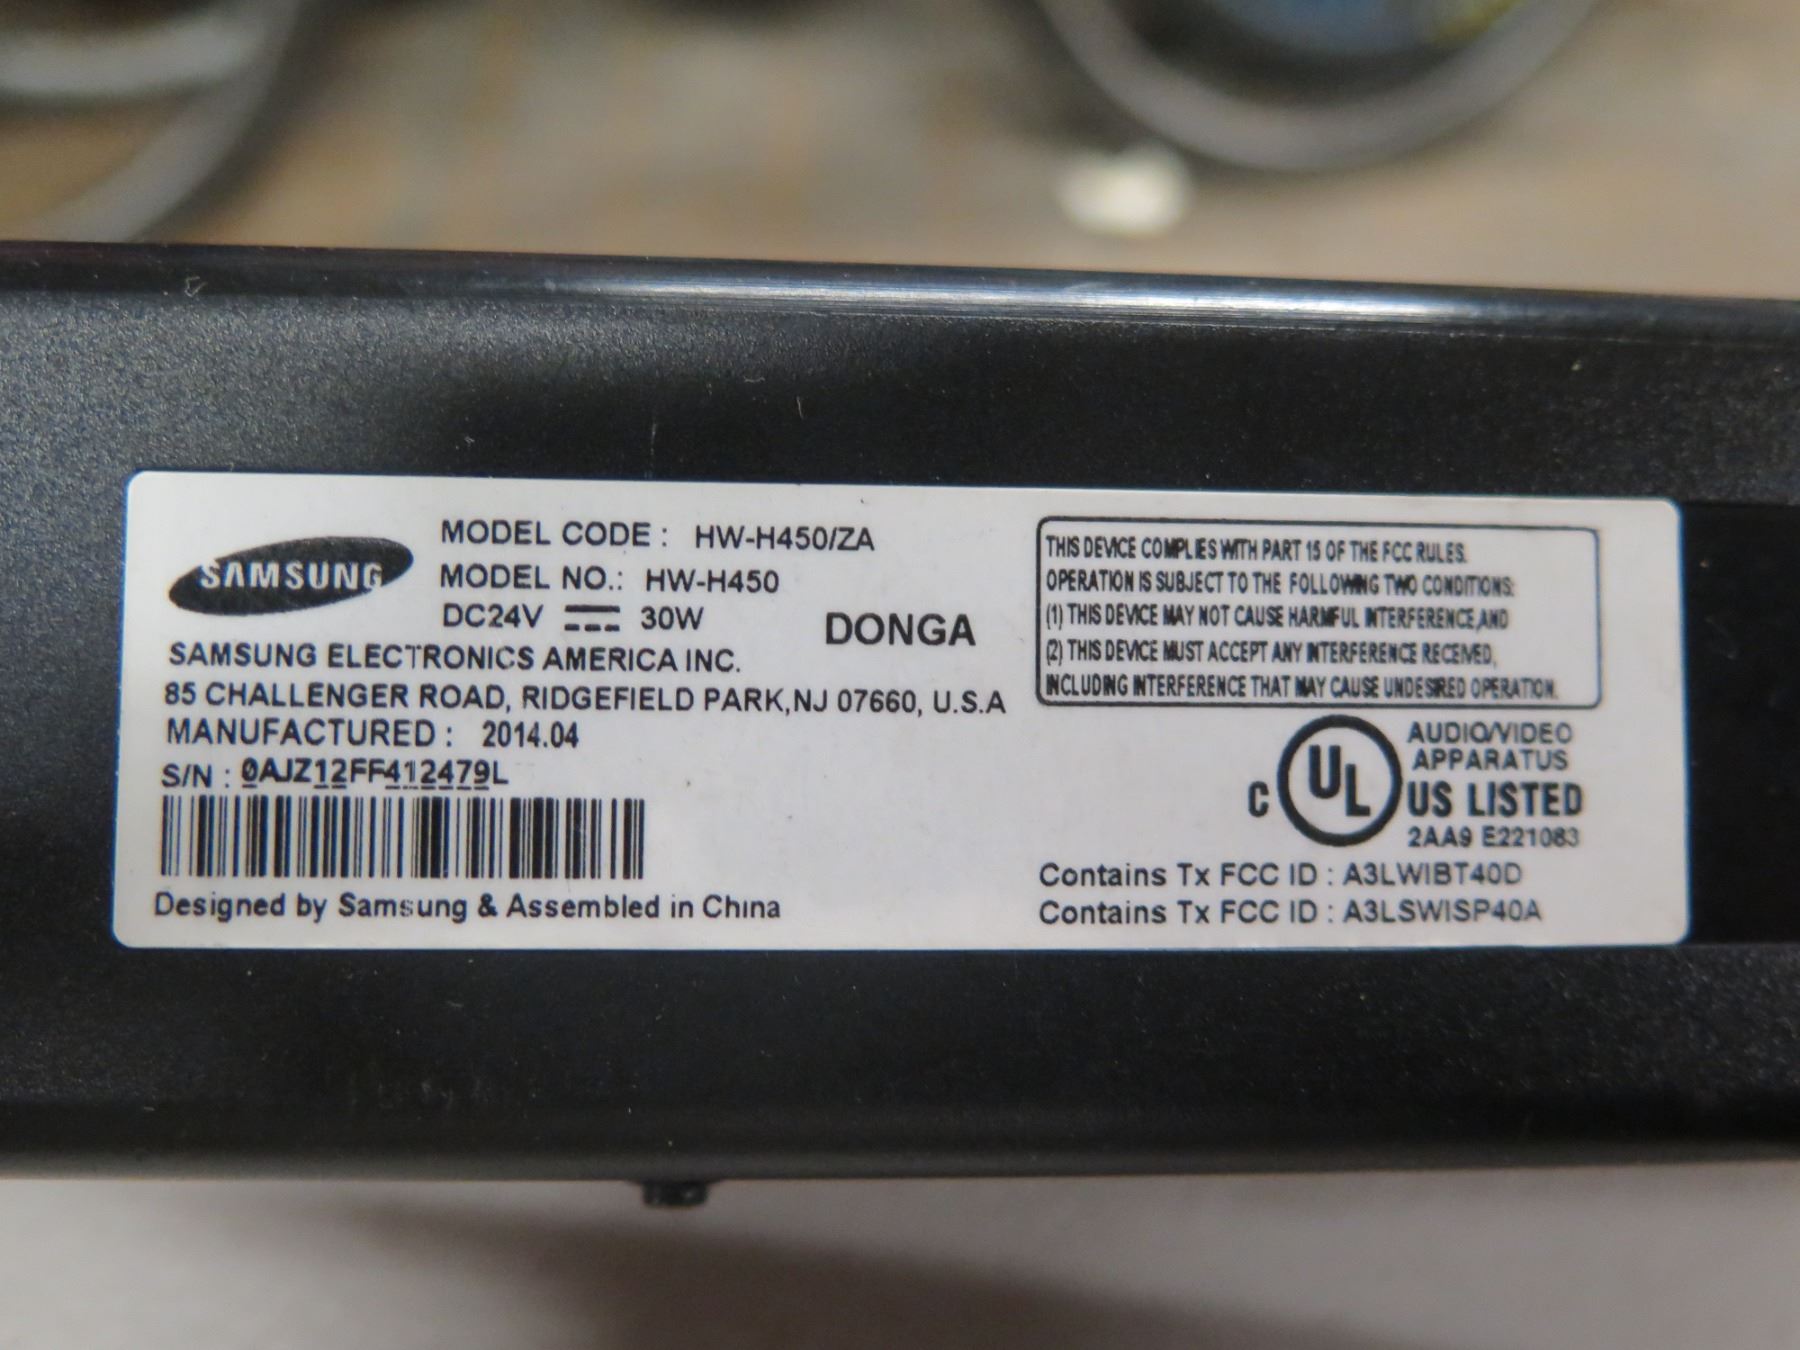 SAMSUNG
MODEL CODE : HW-H450/ZA
MODEL NO.: HW-H450
DC24V 30W
DONGA
SAMSUNG ELECTRONICS AMERICA INC.
85 CHALLENGER ROAD, RIDGEFIELD PARK,NJ 07660, U.S.A
MANUFACTURED : 2014.04
S/N : 0AJZ12FF412479L
Designed by Samsung & Assembled in China
THIS DEVICE COMPLIES WITH PART 15 OF THE FCC RULES.
OPERATION IS SUBJECT TO THE FOLLOWING TWO CONDITIONS:
(1) THIS DEVICE MAY NOT CAUSE HARMFUL INTERFERENCE,AND
(2) THIS DEVICE MUST ACCEPT ANY INTERFERENCE RECEIVED,
INCLUDING INTERFERENCE THAT MAY CAUSE UNDESIRED OPERATION.
C UL
AUDIO/VIDEO
APPARATUS
US LISTED
2AA9 E221083
Contains Tx FCC ID : A3LWIBT40D
Contains Tx FCC ID : A3LSWISP40A